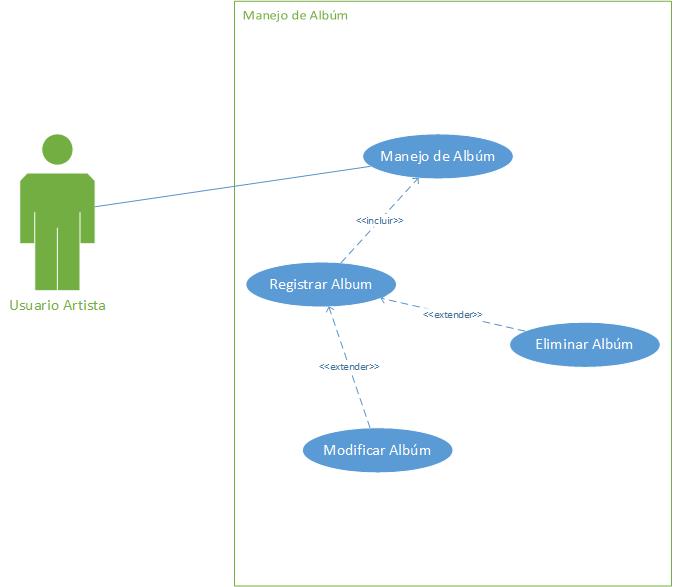 Manejo de Albúm
Manejo de Albúm
<<incluir>>
Registrar Album
Usuario Artista
<<extender>>
Eliminar Albúm
<<extender>>
Modificar Albúm